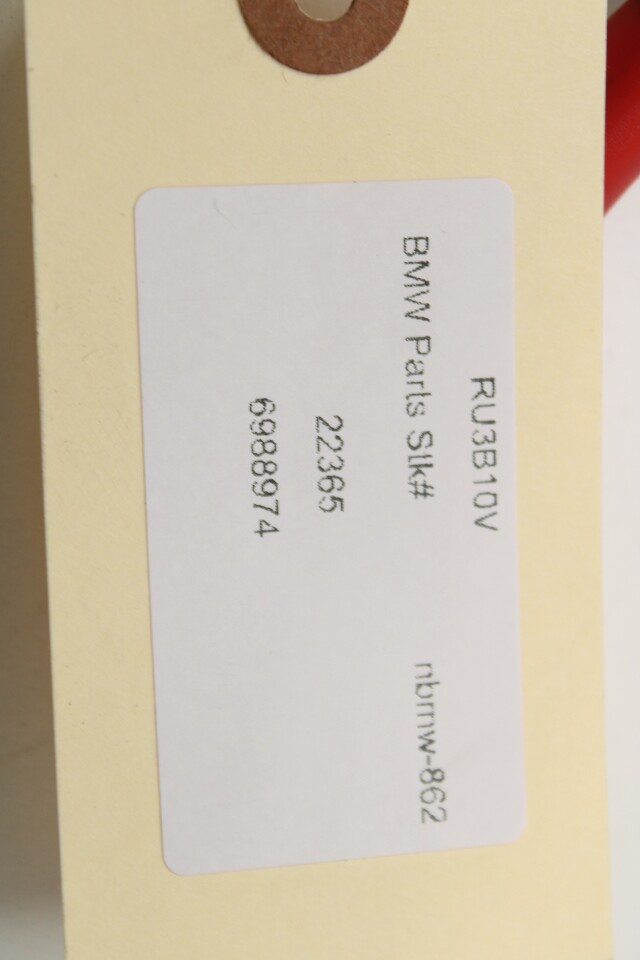 RU3B10V
BMW Parts Stk# nbmw-862
22365
6988974